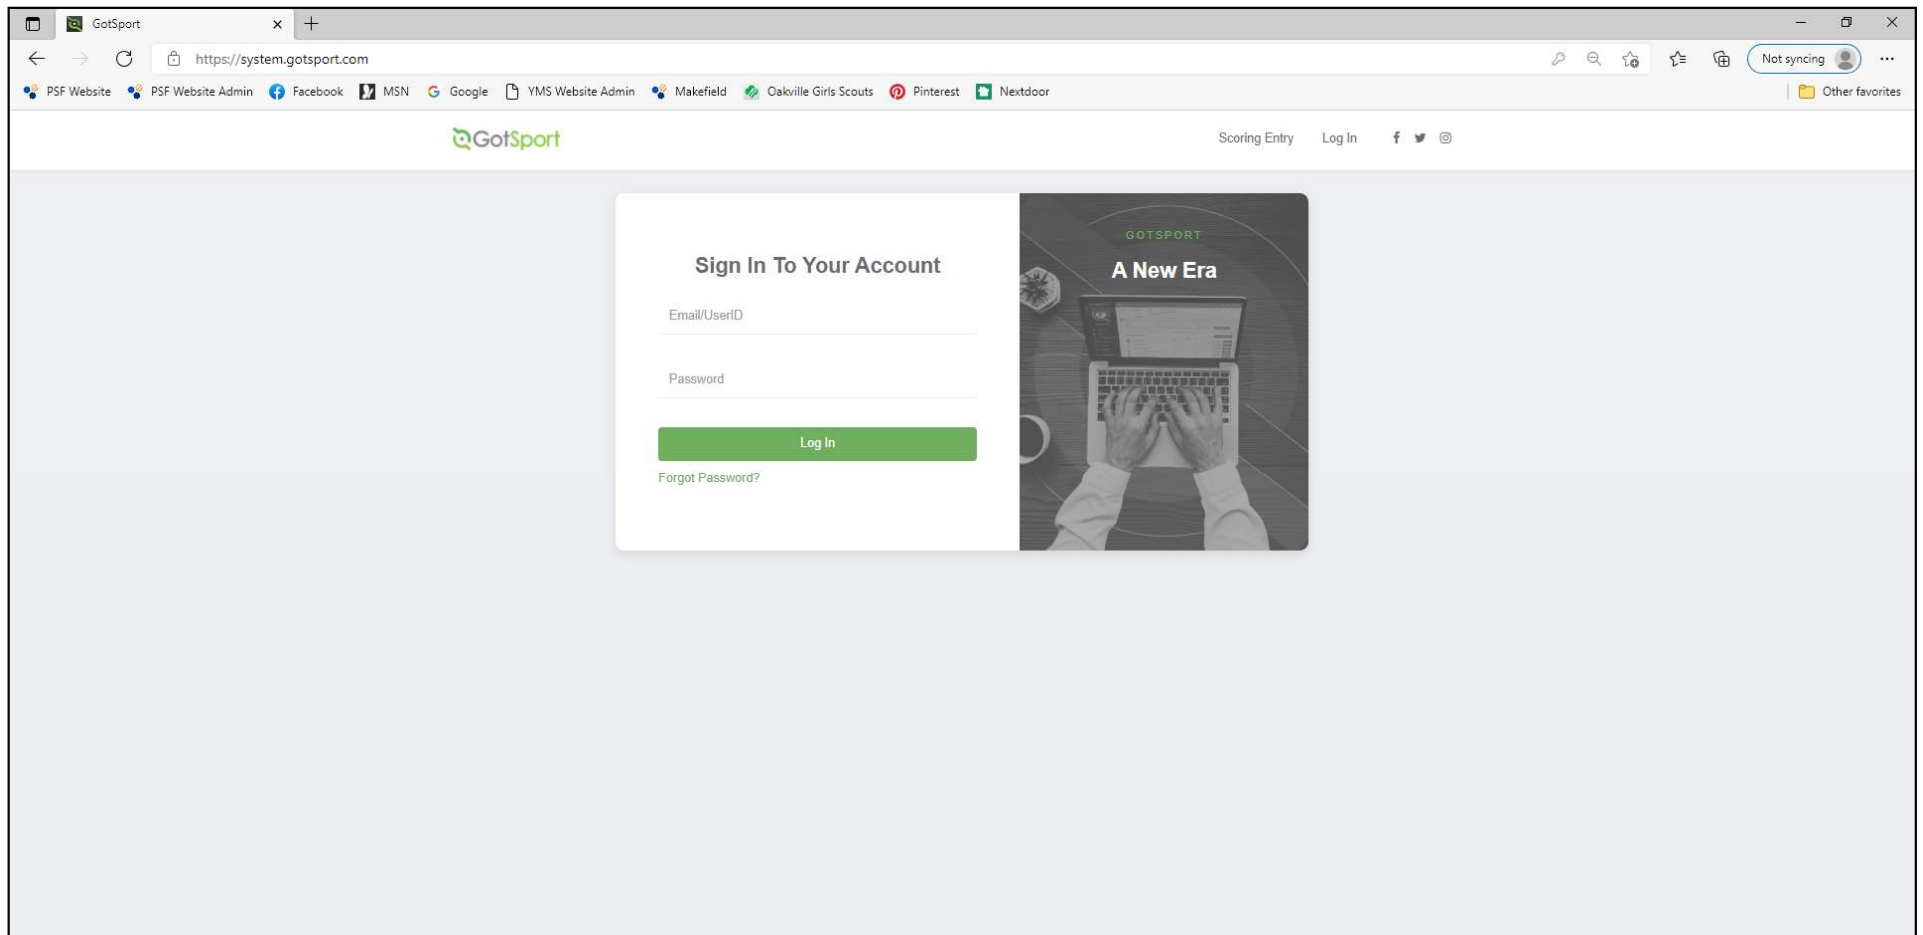 GotSport
https://system.gotsport.com
Not syncing
PSF Website PSF Website Admin Facebook MSN Google YMS Website Admin Makefield Oakville Girls Scouts Pinterest Nextdoor Other favorites
GotSport Scoring Entry Log In
GOTSPORT
A New Era
Sign In To Your Account
Email/UserID
Password
Log In
Forgot Password?